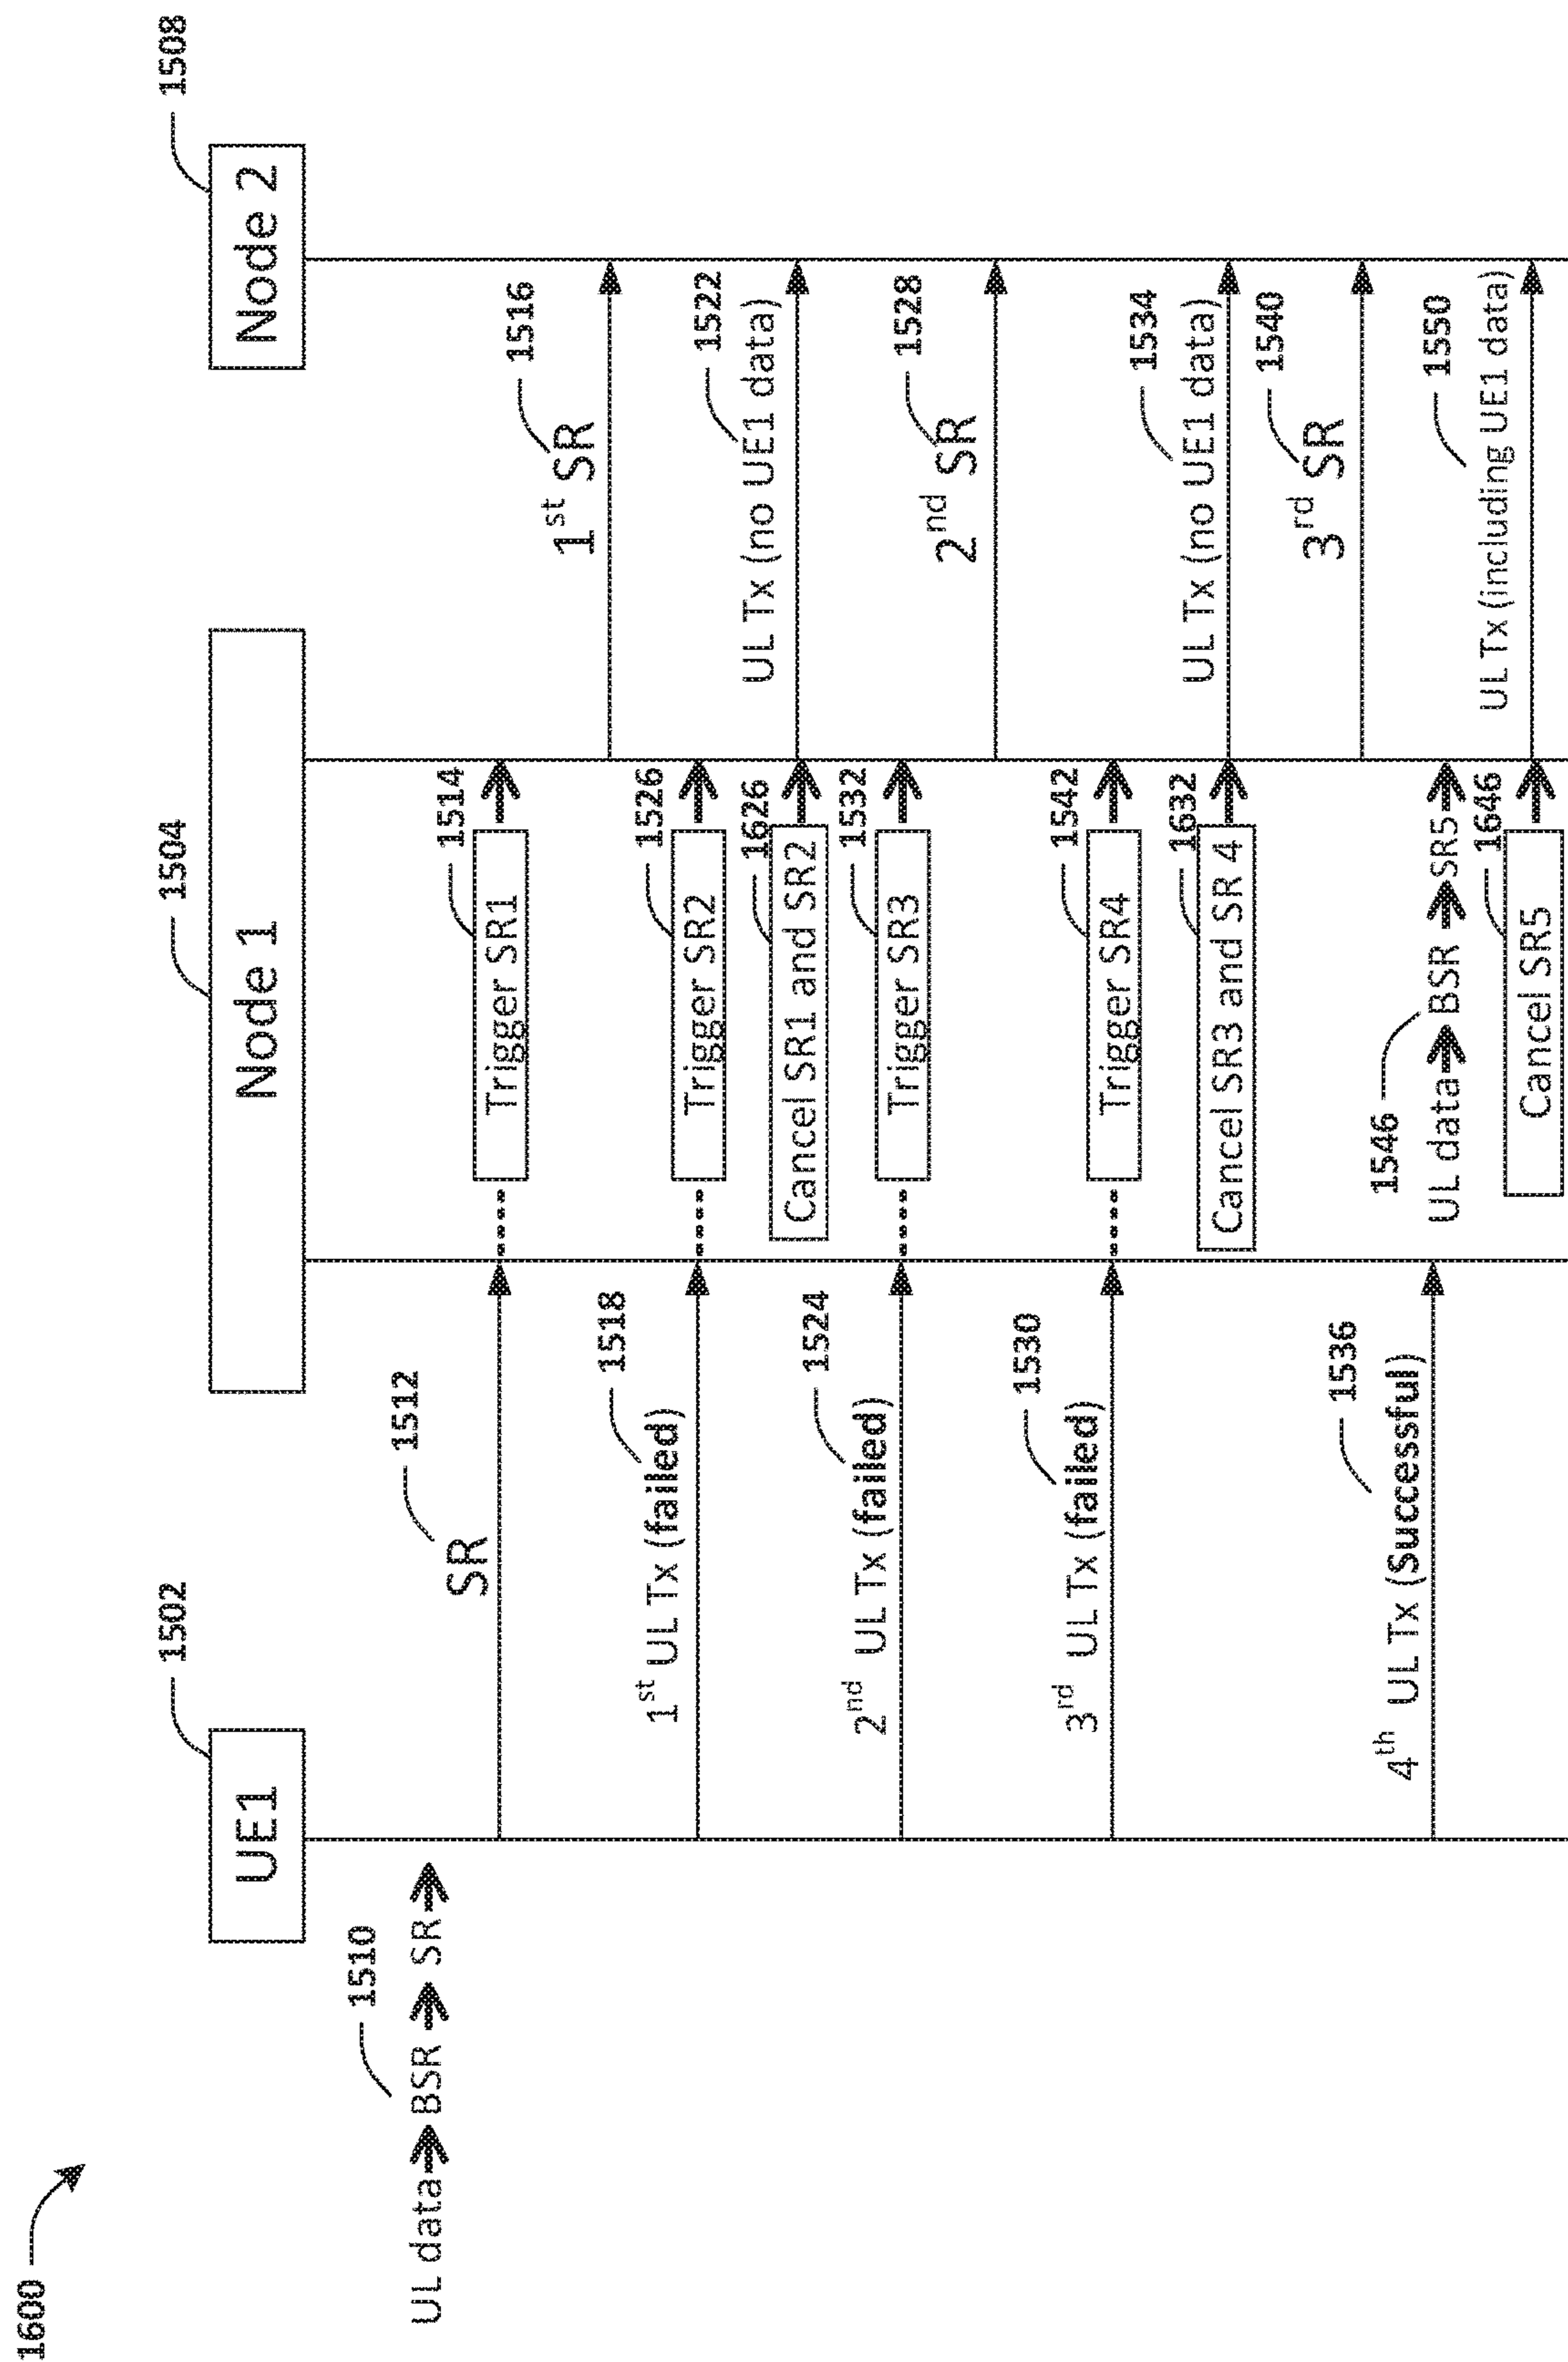 1600
UE1
1502
Node 1
1504
Node 2
1508
1510
UL data BSR SR
1512
SR
1514
Trigger SR1
1516
1st SR
1518
1st UL Tx (failed)
1526
Trigger SR2
1522
UL Tx (no UE1 data)
1626
Cancel SR1 and SR2
1524
2nd UL Tx (failed)
1532
Trigger SR3
1528
2nd SR
1530
3rd UL Tx (failed)
1542
Trigger SR4
1534
UL Tx (no UE1 data)
1632
Cancel SR3 and SR 4
1540
3rd SR
1536
4th UL Tx (Successful)
1546
UL data BSR SR5
1550
UL Tx (including UE1 data)
1646
Cancel SR5